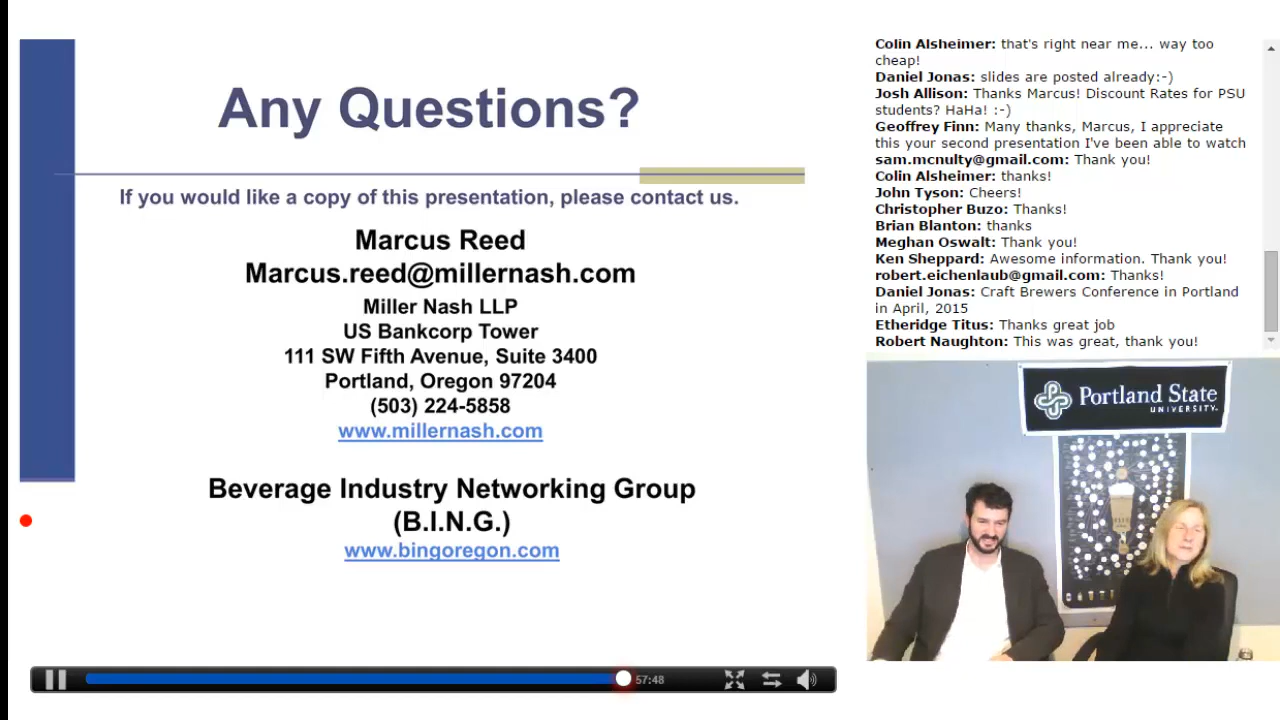 Any Questions?
If you would like a copy of this presentation, please contact us.
Marcus Reed
Marcus.reed@millernash.com
Miller Nash LLP
US Bankcorp Tower
111 SW Fifth Avenue, Suite 3400
Portland, Oregon 97204
(503) 224-5858
www.millernash.com
Beverage Industry Networking Group
(B.I.N.G.)
www.bingoregon.com
57:48
Colin Alsheimer: that's right near me... way too
cheap!
Daniel Jonas: slides are posted already:-)
Josh Allison: Thanks Marcus! Discount Rates for PSU
students? HaHa! :-)
Geoffrey Finn: Many thanks, Marcus, I appreciate
this your second presentation I've been able to watch
sam.mcnulty@gmail.com: Thank you!
Colin Alsheimer: thanks!
John Tyson: Cheers!
Christopher Buzo: Thanks!
Brian Blanton: thanks
Meghan Oswalt: Thank you!
Ken Sheppard: Awesome information. Thank you!
robert.eichenlaub@gmail.com: Thanks!
Daniel Jonas: Craft Brewers Conference in Portland
in April, 2015
Etheridge Titus: Thanks great job
Robert Naughton: This was great, thank you!
Portland State
UNIVERSITY